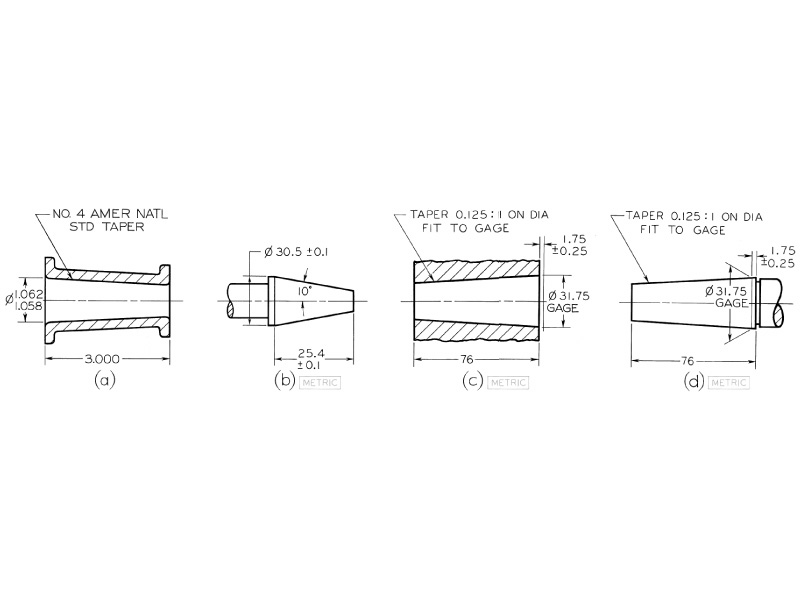 NO. 4 AMER NATL
STD TAPER
Ø1.062
1.058
3.000
(a)
Ø 30.5 ±0.1
10°
25.4
±0.1
(b) METRIC
TAPER 0.125:1 ON DIA
FIT TO GAGE
1.75
±0.25
Ø31.75
GAGE
76
(c) METRIC
TAPER 0.125:1 ON DIA
FIT TO GAGE
1.75
±0.25
Ø31.75
GAGE
76
(d) METRIC